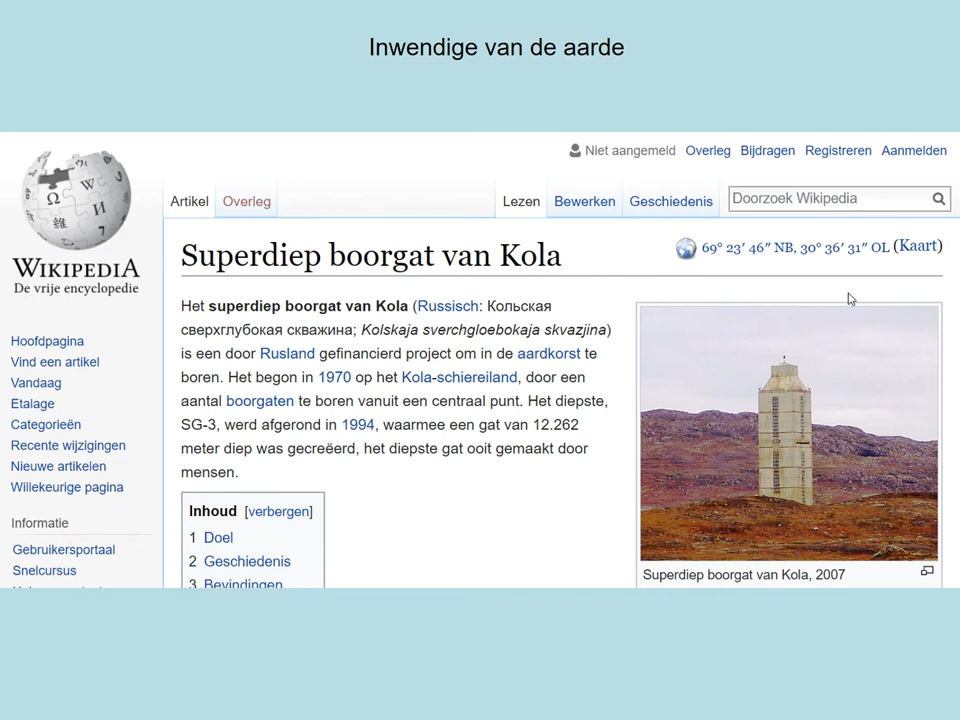 Inwendige van de aarde
Niet aangemeld Overleg Bijdragen Registreren Aanmelden
Artikel Overleg Lezen Bewerken Geschiedenis Doorzoek Wikipedia
WIKIPEDIA
De vrije encyclopedie
Hoofdpagina
Vind een artikel
Vandaag
Etalage
Categorieën
Recente wijzigingen
Nieuwe artikelen
Willekeurige pagina
Informatie
Gebruikersportaal
Snelcursus
Superdiep boorgat van Kola
69° 23′ 46″ NB, 30° 36′ 31″ OL (Kaart)
Het superdiep boorgat van Kola (Russisch: Кольская
сверхглубокая скважина; Kolskaja sverchgloebokaja skvazjina)
is een door Rusland gefinancierd project om in de aardkorst te
boren. Het begon in 1970 op het Kola-schiereiland, door een
aantal boorgaten te boren vanuit een centraal punt. Het diepste,
SG-3, werd afgerond in 1994, waarmee een gat van 12.262
meter diep was gecreëerd, het diepste gat ooit gemaakt door
mensen.
Inhoud [verbergen]
1 Doel
2 Geschiedenis
3 Bevindingen
Superdiep boorgat van Kola, 2007